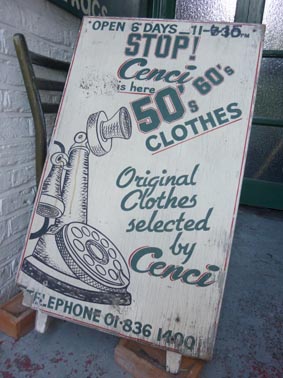 OPEN 6 DAYS — 11-6.30PM
STOP!
Cenci
is here
50's 60's
CLOTHES
Original
Clothes
selected
by
Cenci
TELEPHONE 01·836 1400